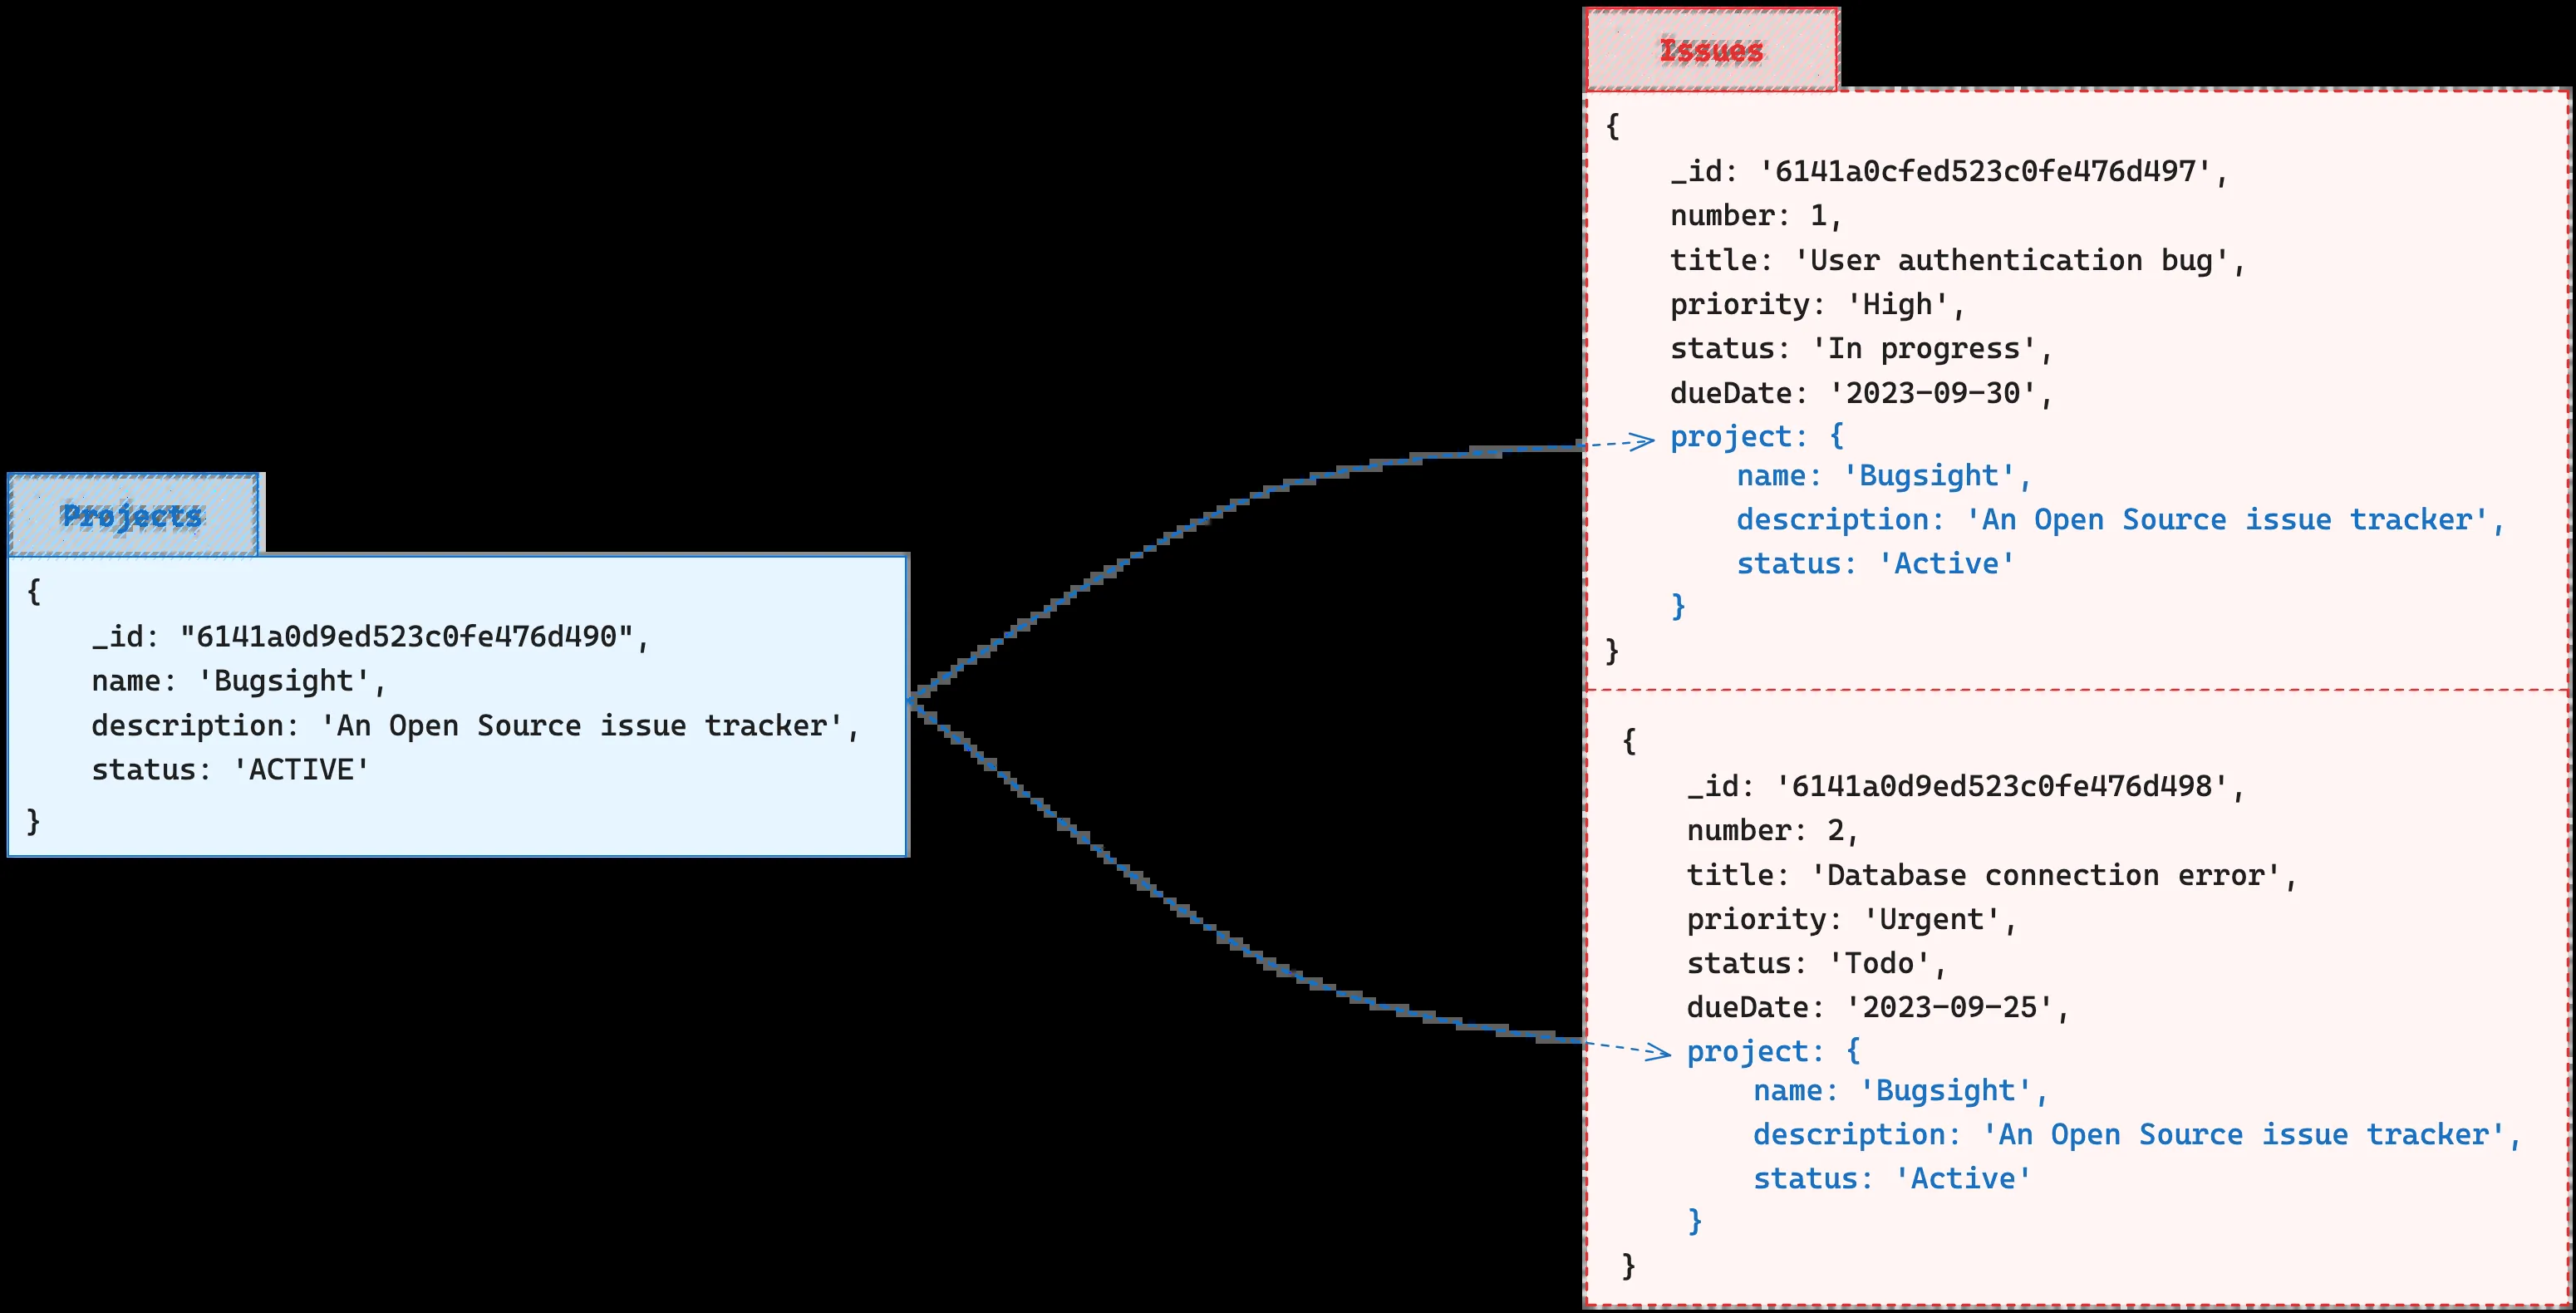 Projects
{
_id: "6141a0d9ed523c0fe476d490",
name: 'Bugsight',
description: 'An Open Source issue tracker',
status: 'ACTIVE'
}
Issues
{
_id: '6141a0cfed523c0fe476d497',
number: 1,
title: 'User authentication bug',
priority: 'High',
status: 'In progress',
dueDate: '2023-09-30',
project: {
name: 'Bugsight',
description: 'An Open Source issue tracker',
status: 'Active'
}
}
{
_id: '6141a0d9ed523c0fe476d498',
number: 2,
title: 'Database connection error',
priority: 'Urgent',
status: 'Todo',
dueDate: '2023-09-25',
project: {
name: 'Bugsight',
description: 'An Open Source issue tracker',
status: 'Active'
}
}